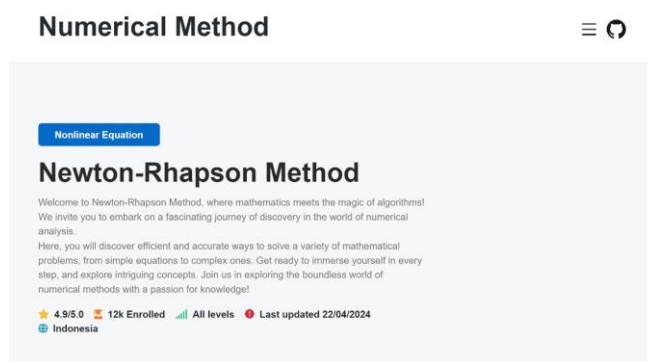 Numerical Method
Nonlinear Equation
Newton-Rhapson Method
Welcome to Newton-Rhapson Method, where mathematics meets the magic of algorithms!
We invite you to embark on a fascinating journey of discovery in the world of numerical
analysis.
Here, you will discover efficient and accurate ways to solve a variety of mathematical
problems, from simple equations to complex ones. Get ready to immerse yourself in every
step, and explore intriguing concepts. Join us in exploring the boundless world of
numerical methods with a passion for knowledge!
4.9/5.0 12k Enrolled All levels Last updated 22/04/2024
Indonesia